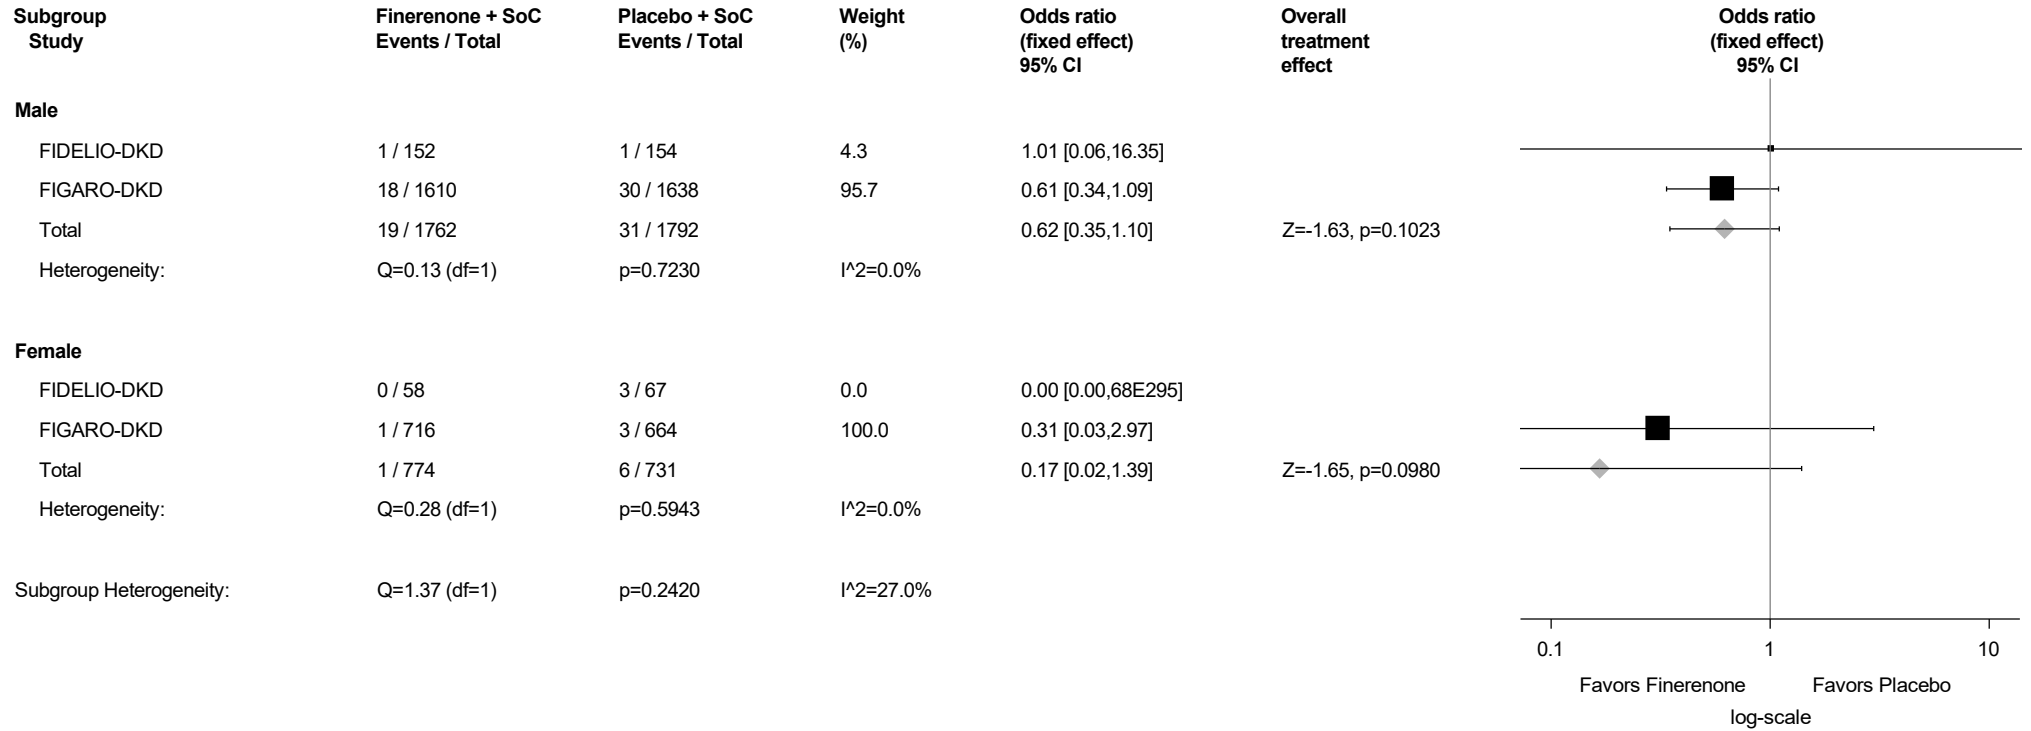 Subgroup Finerenone + SoC Placebo + SoC Weight Odds ratio Overall Odds ratio
Study Events / Total Events / Total (%) (fixed effect) treatment (fixed effect)
95% CI effect 95% CI
Male
FIDELIO-DKD 1 / 152 1 / 154 4.3 1.01 [0.06,16.35]
FIGARO-DKD 18 / 1610 30 / 1638 95.7 0.61 [0.34,1.09]
Total 19 / 1762 31 / 1792 0.62 [0.35,1.10] Z=-1.63, p=0.1023
Heterogeneity: Q=0.13 (df=1) p=0.7230 I^2=0.0%
Female
FIDELIO-DKD 0 / 58 3 / 67 0.0 0.00 [0.00,68E295]
FIGARO-DKD 1 / 716 3 / 664 100.0 0.31 [0.03,2.97]
Total 1 / 774 6 / 731 0.17 [0.02,1.39] Z=-1.65, p=0.0980
Heterogeneity: Q=0.28 (df=1) p=0.5943 I^2=0.0%
Subgroup Heterogeneity: Q=1.37 (df=1) p=0.2420 I^2=27.0%
0.1 1 10
Favors Finerenone Favors Placebo
log-scale